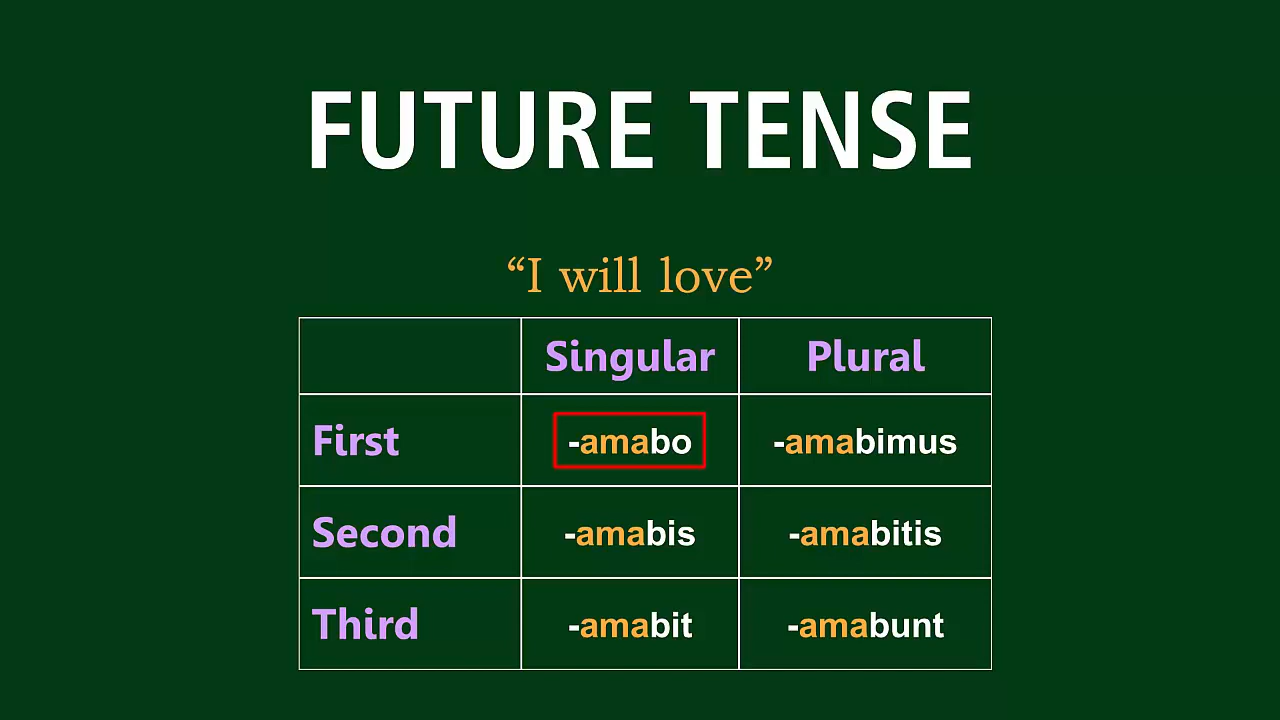 FUTURE TENSE
“I will love”
Singular Plural
First -amabo -amabimus
Second -amabis -amabitis
Third -amabit -amabunt